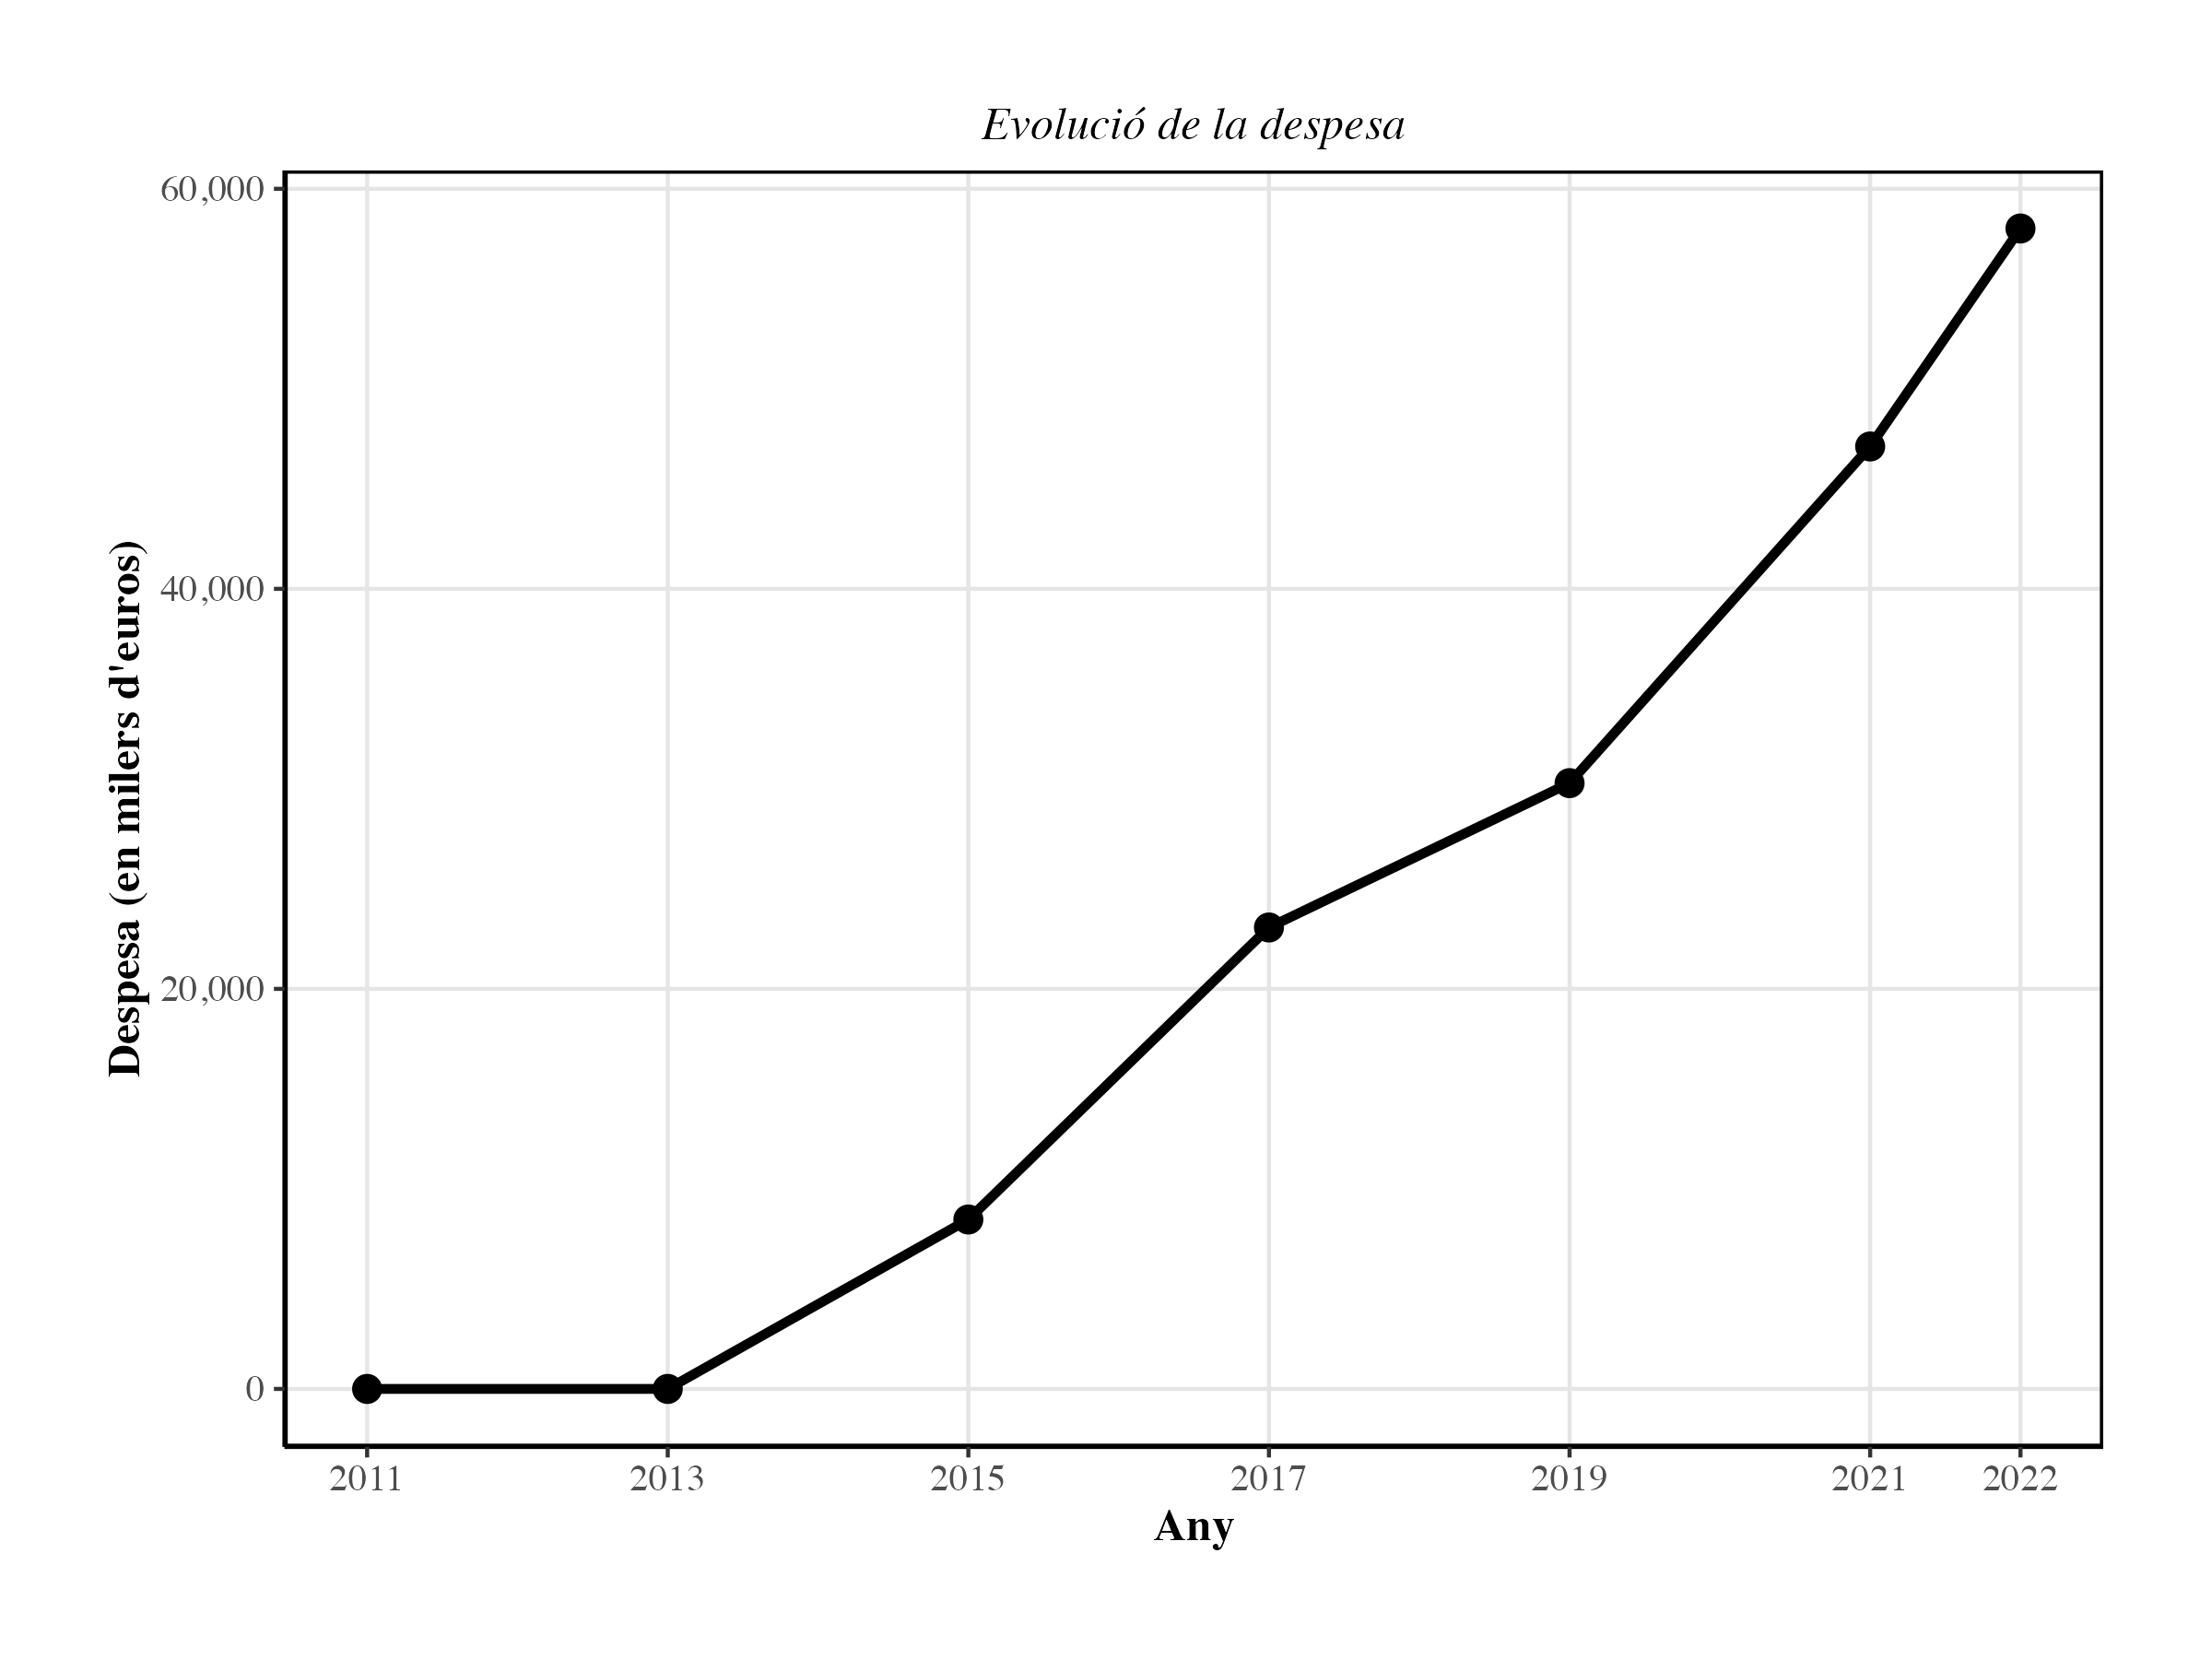 Evolució de la despesa
Despesa (en milers d'euros)
60,000
40,000
20,000
0
2011 2013 2015 2017 2019 2021 2022
Any